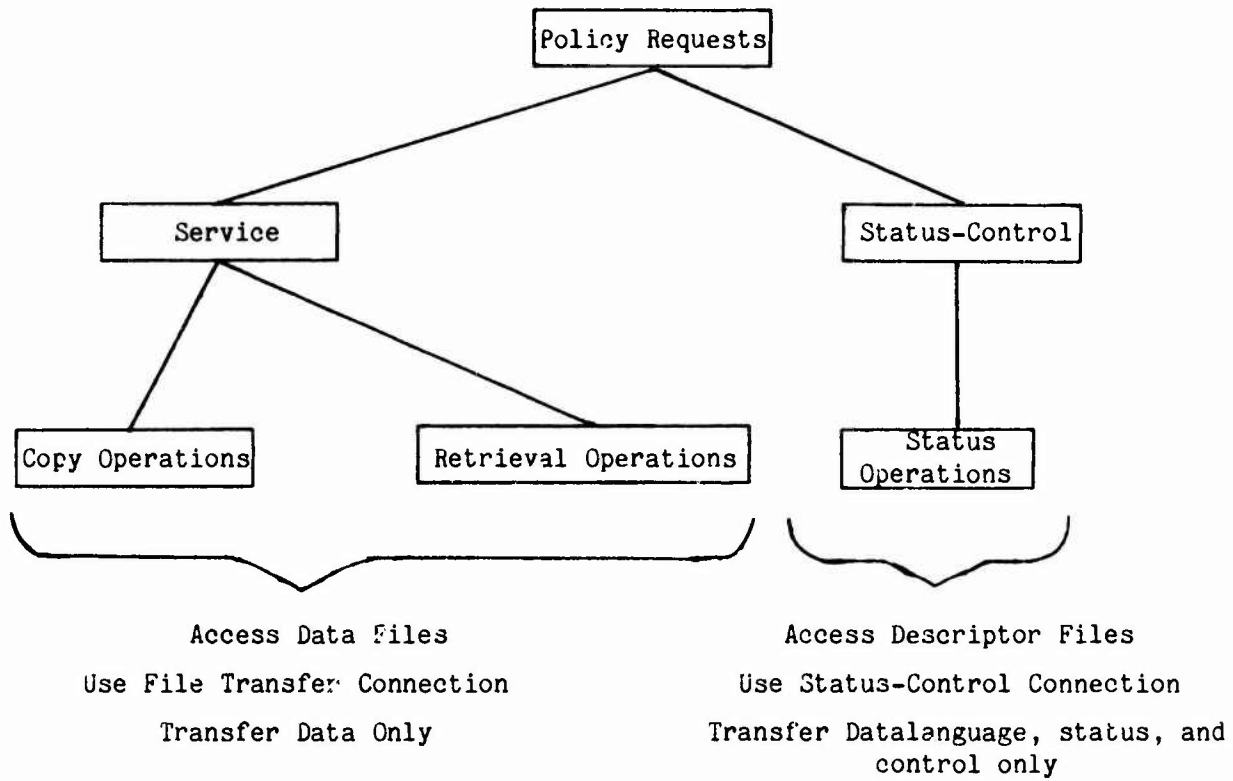 Policy Requests
Service
Status-Control
Copy Operations
Retrieval Operations
Status
Operations
Access Data Files
Use File Transfer Connection
Transfer Data Only
Access Descriptor Files
Use Status-Control Connection
Transfer Datalanguage, status, and
control only